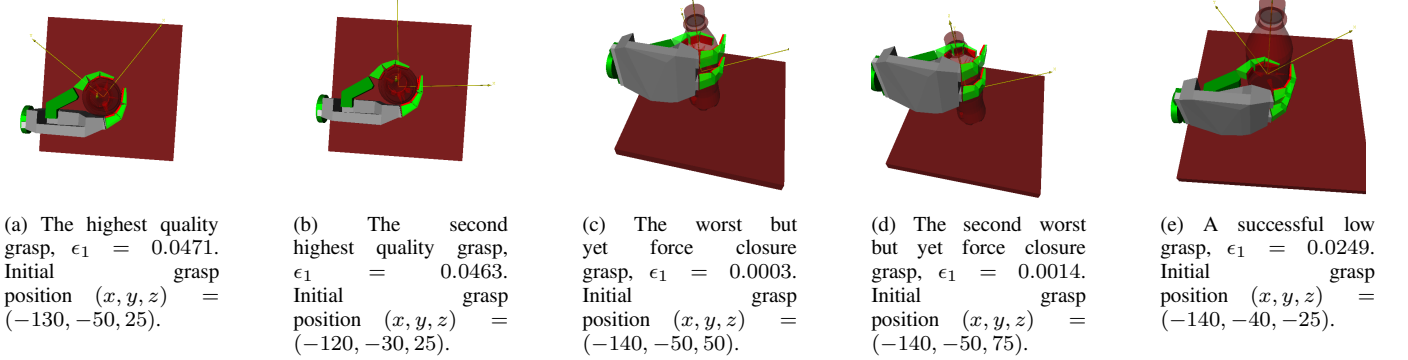 (a) The highest quality
grasp, ϵ₁ = 0.0471.
Initial grasp
position (x, y, z) =
(−130, −50, 25).
(b) The second
highest quality grasp,
ϵ₁ = 0.0463.
Initial grasp
position (x, y, z) =
(−120, −30, 25).
(c) The worst but
yet force closure
grasp, ϵ₁ = 0.0003.
Initial grasp
position (x, y, z) =
(−140, −50, 50).
(d) The second worst
but yet force closure
grasp, ϵ₁ = 0.0014.
Initial grasp
position (x, y, z) =
(−140, −50, 75).
(e) A successful low
grasp, ϵ₁ = 0.0249.
Initial grasp
position (x, y, z) =
(−140, −40, −25).